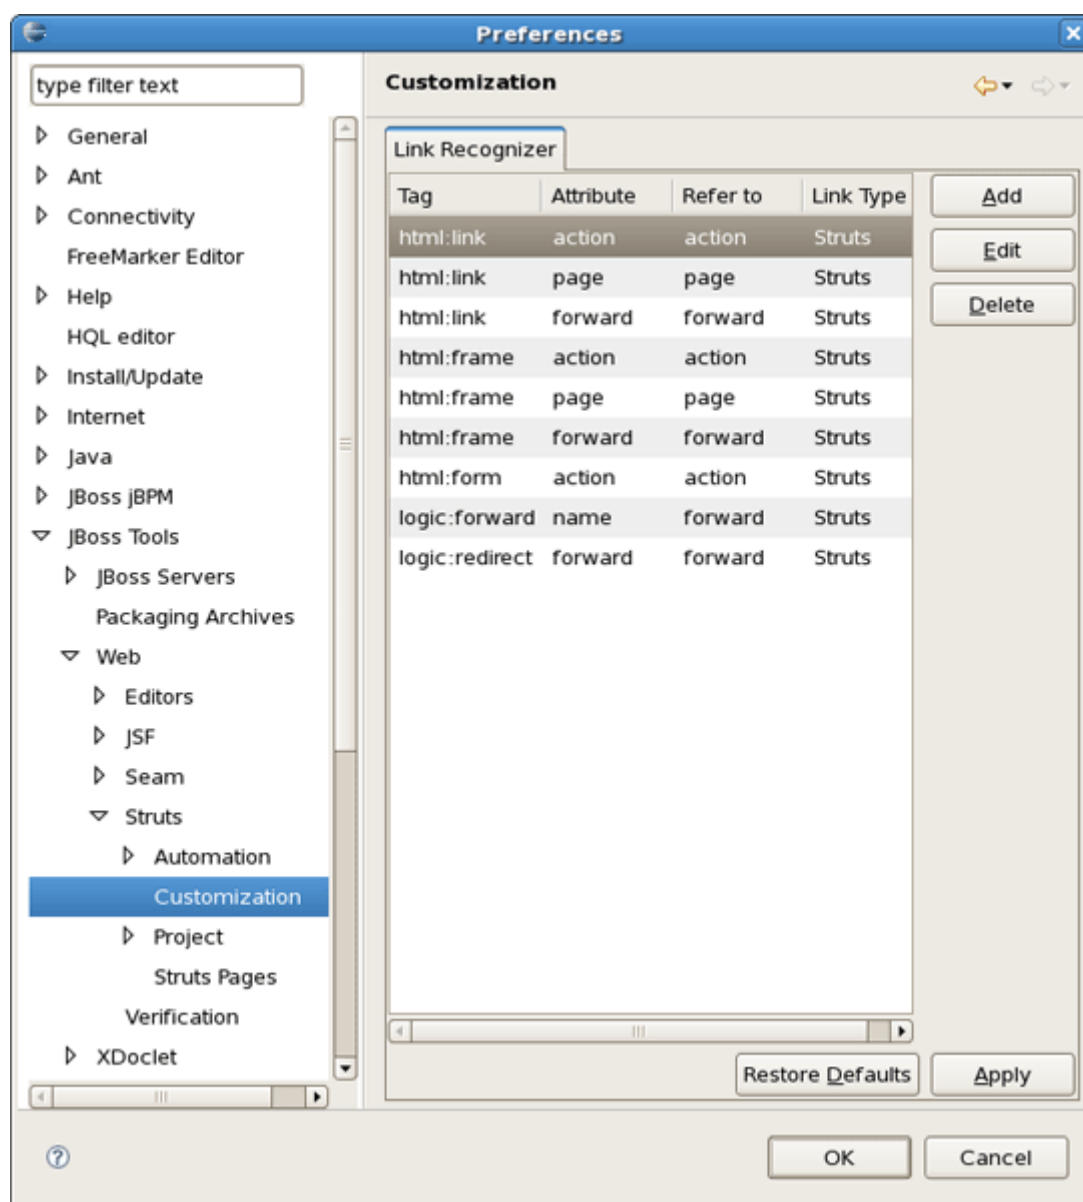 Preferences
type filter text
General
Ant
Connectivity
FreeMarker Editor
Help
HQL editor
Install/Update
Internet
Java
JBoss jBPM
JBoss Tools
JBoss Servers
Packaging Archives
Web
Editors
JSF
Seam
Struts
Automation
Customization
Project
Struts Pages
Verification
XDoclet
Customization
Link Recognizer
Tag Attribute Refer to Link Type
html:link action action Struts
html:link page page Struts
html:link forward forward Struts
html:frame action action Struts
html:frame page page Struts
html:frame forward forward Struts
html:form action action Struts
logic:forward name forward Struts
logic:redirect forward forward Struts
Add
Edit
Delete
Restore Defaults Apply
? OK Cancel